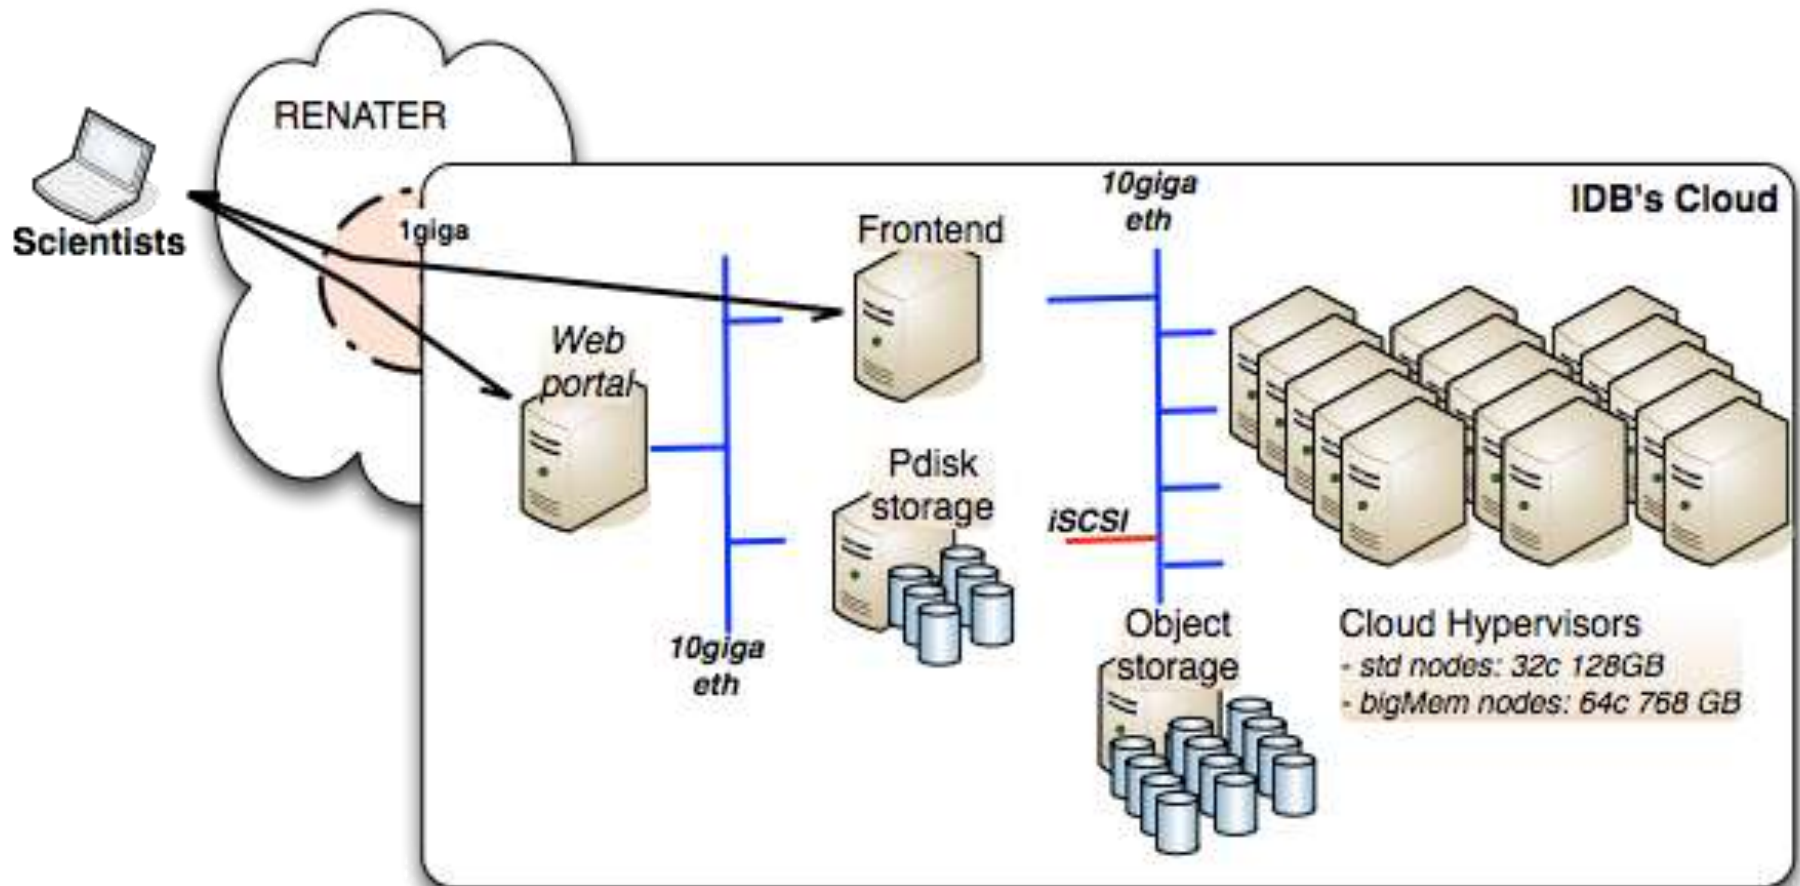 RENATER
Scientists
1giga
10giga
eth
IDB's Cloud
Frontend
Web
portal
Pdisk
storage
iSCSI
10giga
eth
Object
storage
Cloud Hypervisors
- std nodes: 32c 128GB
- bigMem nodes: 64c 768 GB